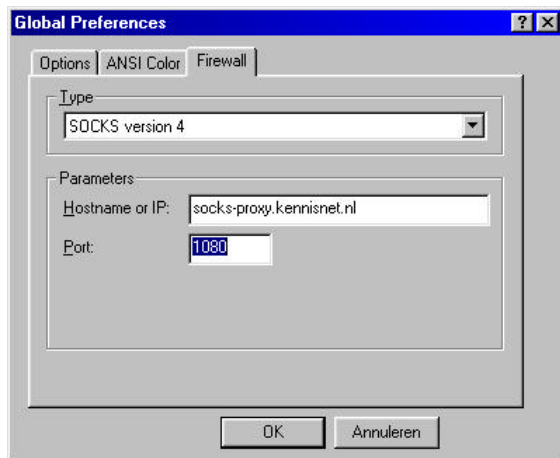 Global Preferences
Options ANSI Color Firewall
Type
SOCKS version 4
Parameters
Hostname or IP: socks-proxy.kennisnet.nl
Port: 1080
OK Annuleren